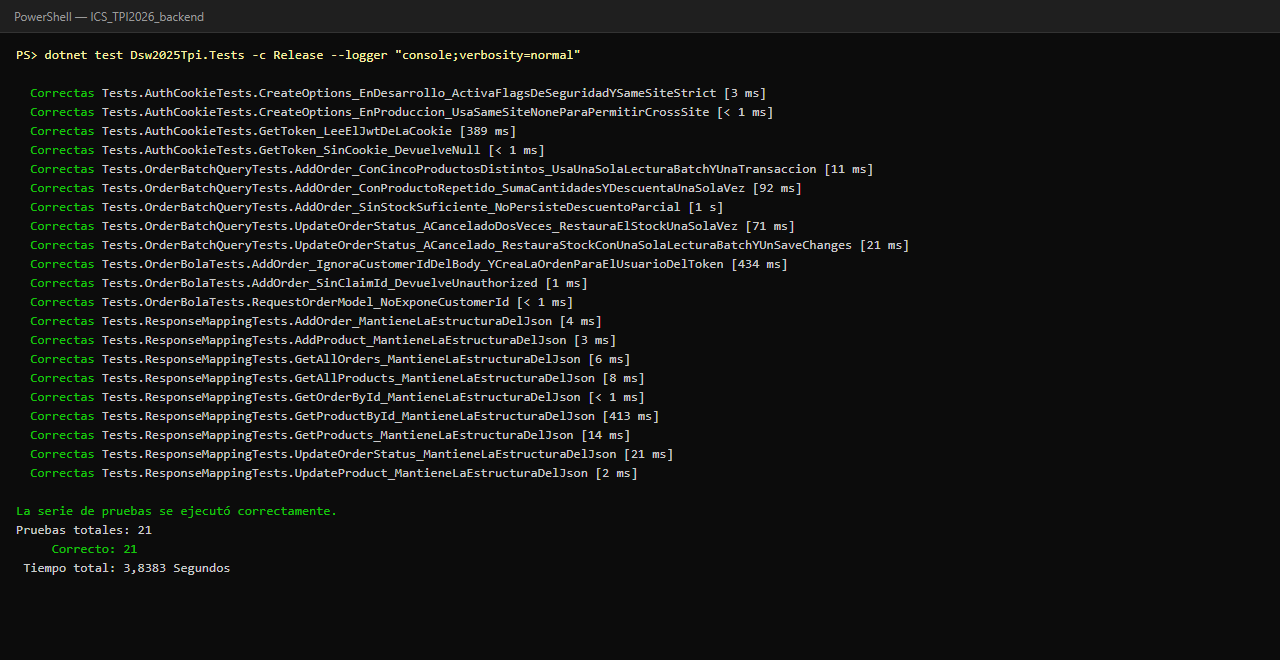 PowerShell — ICS_TPI2026_backend
PS> dotnet test Dsw2025Tpi.Tests -c Release --logger "console;verbosity=normal"
Correctas Tests.AuthCookieTests.CreateOptions_EnDesarrollo_ActivaFlagsDeSeguridadYSameSiteStrict [3 ms]
Correctas Tests.AuthCookieTests.CreateOptions_EnProduccion_UsaSameSiteNoneParaPermitirCrossSite [< 1 ms]
Correctas Tests.AuthCookieTests.GetToken_LeeElJwtDeLaCookie [389 ms]
Correctas Tests.AuthCookieTests.GetToken_SinCookie_DevuelveNull [< 1 ms]
Correctas Tests.OrderBatchQueryTests.AddOrder_ConCincoProductosDistintos_UsaUnaSolaLecturaBatchYUnaTransaccion [11 ms]
Correctas Tests.OrderBatchQueryTests.AddOrder_ConProductoRepetido_SumaCantidadesYDescuentaUnaSolaVez [92 ms]
Correctas Tests.OrderBatchQueryTests.AddOrder_SinStockSuficiente_NoPersisteDescuentoParcial [1 s]
Correctas Tests.OrderBatchQueryTests.UpdateOrderStatus_ACanceladoDosVeces_RestauraElStockUnaSolaVez [71 ms]
Correctas Tests.OrderBatchQueryTests.UpdateOrderStatus_ACancelado_RestauraStockConUnaSolaLecturaBatchYUnSaveChanges [21 ms]
Correctas Tests.OrderBolaTests.AddOrder_IgnoraCustomerIdDelBody_YCreaLaOrdenParaElUsuarioDelToken [434 ms]
Correctas Tests.OrderBolaTests.AddOrder_SinClaimId_DevuelveUnauthorized [1 ms]
Correctas Tests.OrderBolaTests.RequestOrderModel_NoExponeCustomerId [< 1 ms]
Correctas Tests.ResponseMappingTests.AddOrder_MantieneLaEstructuraDelJson [4 ms]
Correctas Tests.ResponseMappingTests.AddProduct_MantieneLaEstructuraDelJson [3 ms]
Correctas Tests.ResponseMappingTests.GetAllOrders_MantieneLaEstructuraDelJson [6 ms]
Correctas Tests.ResponseMappingTests.GetAllProducts_MantieneLaEstructuraDelJson [8 ms]
Correctas Tests.ResponseMappingTests.GetOrderById_MantieneLaEstructuraDelJson [< 1 ms]
Correctas Tests.ResponseMappingTests.GetProductById_MantieneLaEstructuraDelJson [413 ms]
Correctas Tests.ResponseMappingTests.GetProducts_MantieneLaEstructuraDelJson [14 ms]
Correctas Tests.ResponseMappingTests.UpdateOrderStatus_MantieneLaEstructuraDelJson [21 ms]
Correctas Tests.ResponseMappingTests.UpdateProduct_MantieneLaEstructuraDelJson [2 ms]
La serie de pruebas se ejecutó correctamente.
Pruebas totales: 21
Correcto: 21
Tiempo total: 3,8383 Segundos